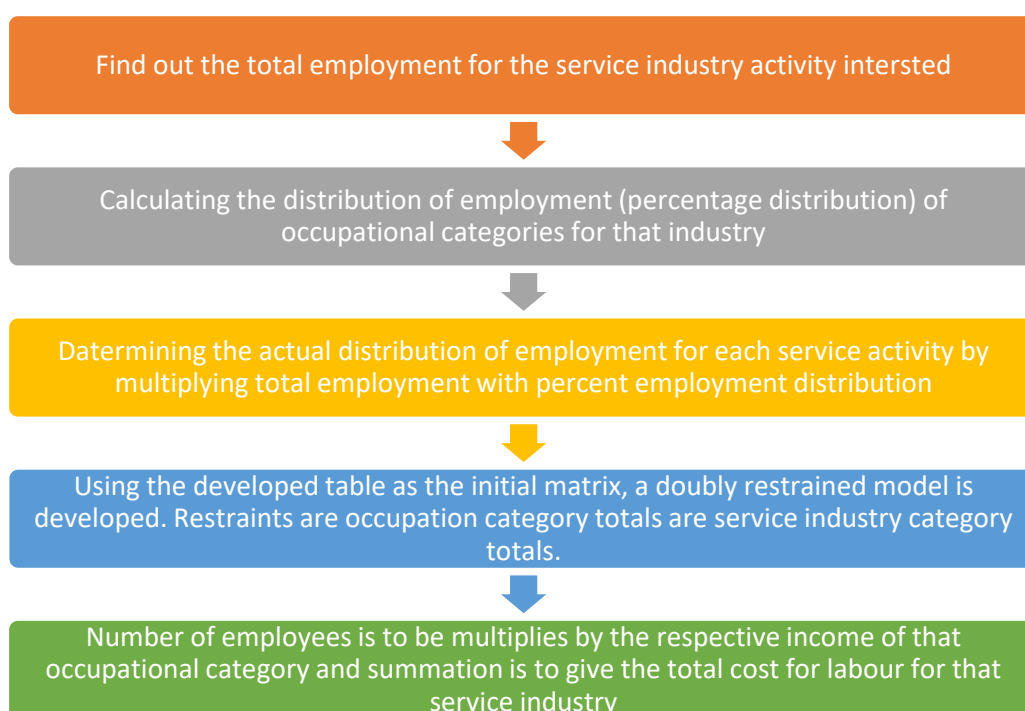 Find out the total employment for the service industry activity intersted
Calculating the distribution of employment (percentage distribution) of
occupational categories for that industry
Datermining the actual distribution of employment for each service activity by
multiplying total employment with percent employment distribution
Using the developed table as the initial matrix, a doubly restrained model is
developed. Restraints are occupation category totals are service industry category
totals.
Number of employees is to be multiplies by the respective income of that
occupational category and summation is to give the total cost for labour for that
service industry